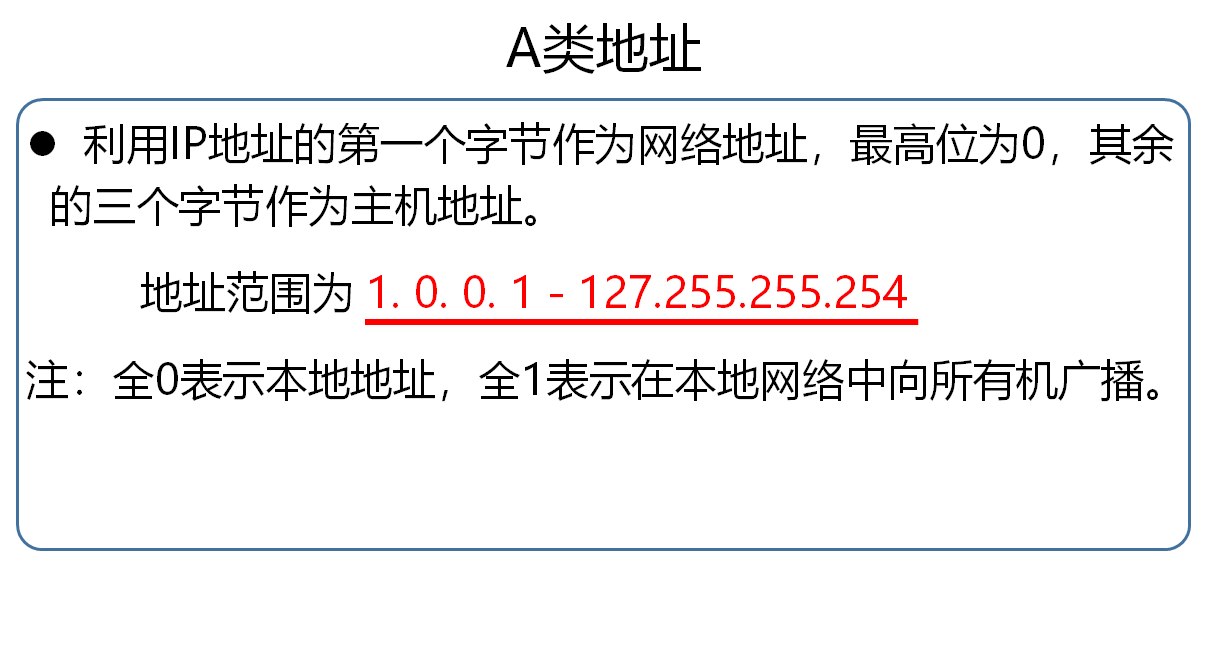 A类地址
● 利用IP地址的第一个字节作为网络地址，最高位为0，其余
的三个字节作为主机地址。
地址范围为 1. 0. 0. 1 - 127.255.255.254
注：全0表示本地地址，全1表示在本地网络中向所有机广播。